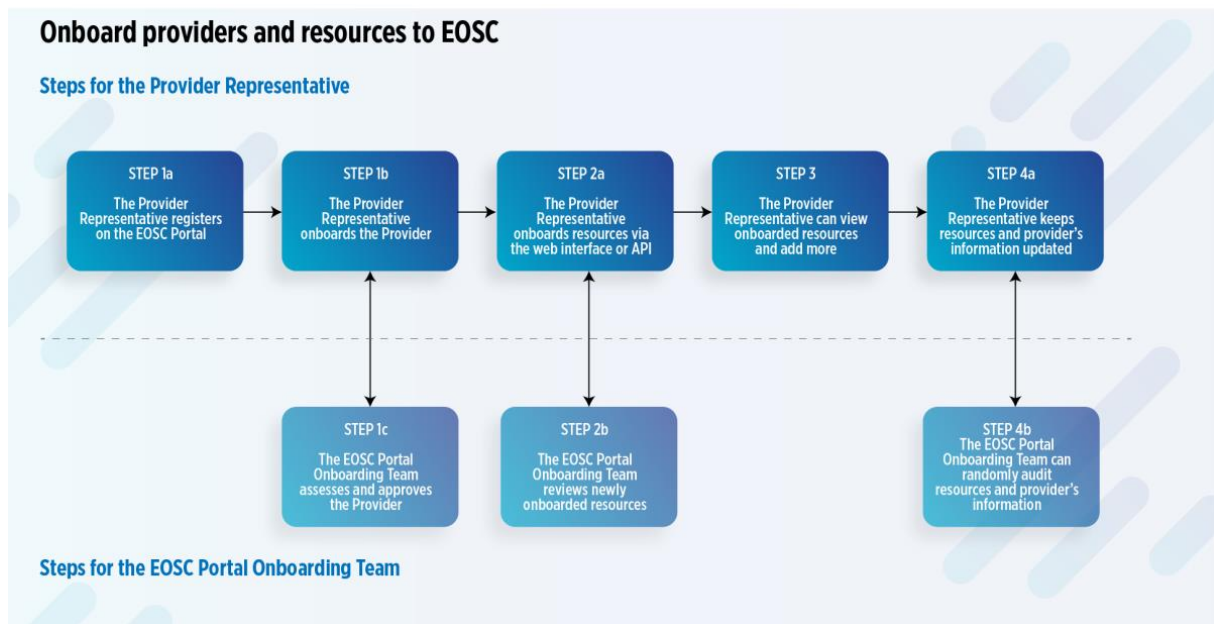 Onboard providers and resources to EOSC
Steps for the Provider Representative
STEP 1a
The Provider
Representative registers
on the EOSC Portal
STEP 1b
The Provider
Representative
onboards the Provider
STEP 2a
The Provider
Representative
onboards resources via
the web interface or API
STEP 3
The Provider
Representative can view
onboarded resources
and add more
STEP 4a
The Provider
Representative keeps
resources and provider's
information updated
STEP 1c
The EOSC Portal
Onboarding Team
assesses and approves
the Provider
STEP 2b
The EOSC Portal
Onboarding Team
reviews newly
onboarded resources
STEP 4b
The EOSC Portal
Onboarding Team can
randomly audit
resources and provider's
information
Steps for the EOSC Portal Onboarding Team